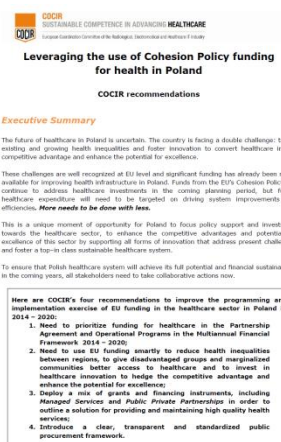 COCIR
SUSTAINABLE COMPETENCE IN ADVANCING HEALTHCARE
COCIR
European Coordination Committee of the Radiological, Electromedical and Healthcare IT Industry
Leveraging the use of Cohesion Policy funding
for health in Poland
COCIR recommendations
Executive Summary
The future of healthcare in Poland is uncertain. The country is facing a double challenge:
existing and growing health inequalities and foster innovation to convert healthcare
competitive advantage and enhance the potential for excellence.
These challenges are well recognized at EU level and significant funding has already been
available for improving health infrastructure in Poland. Funds from the EU's Cohesion
continue to address healthcare investments in the coming planning period, but
healthcare expenditure will need to be targeted on driving system improvements
efficiencies. More needs to be done with less.
This is a unique moment of opportunity for Poland to focus policy support and
towards the healthcare sector, to enhance the competitive advantages and
excellence of this sector by supporting all forms of innovation that address present
and foster a top-in class sustainable healthcare system.
To ensure that Polish healthcare system will achieve its full potential and financial
in the coming years, all stakeholders need to take collaborative actions now.
Here are COCIR's four recommendations to improve the programming
implementation exercise of EU funding in the healthcare sector in Poland
2014 – 2020:
1. Need to prioritize funding for healthcare in the Partnership
Agreement and Operational Programs in the Multiannual Financial
Framework 2014 – 2020;
2. Need to use EU funding smartly to reduce health inequalities
between regions, to give disadvantaged groups and marginalized
communities better access to healthcare and to invest in
healthcare innovation to hedge the competitive advantage and
enhance the potential for excellence;
3. Deploy a mix of grants and financing instruments, including
Managed Services and Public Private Partnerships in order to
outline a solution for providing and maintaining high quality health
services;
4. Introduce a clear, transparent and standardized public
procurement framework.